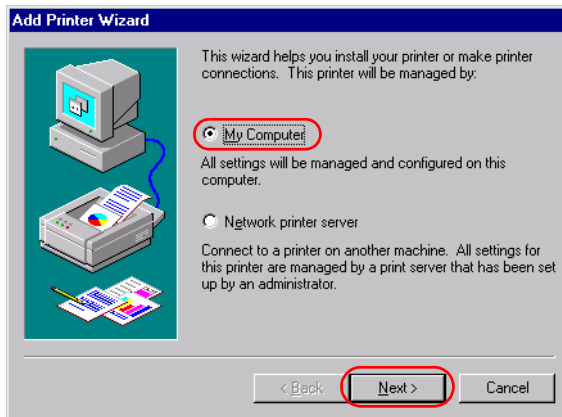 Add Printer Wizard
This wizard helps you install your printer or make printer
connections. This printer will be managed by:
My Computer
All settings will be managed and configured on this
computer.
Network printer server
Connect to a printer on another machine. All settings for
this printer are managed by a print server that has been set
up by an administrator.
< Back
Next >
Cancel